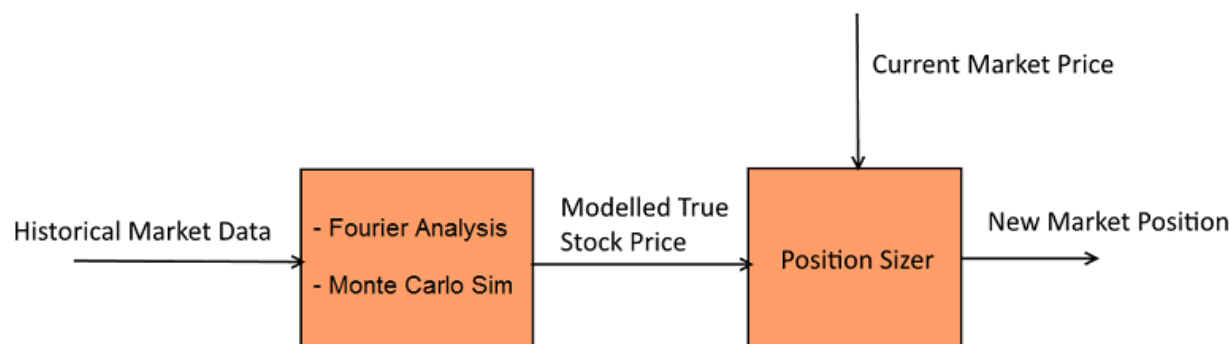 Current Market Price
Historical Market Data
- Fourier Analysis
- Monte Carlo Sim
Modelled True
Stock Price
Position Sizer
New Market Position